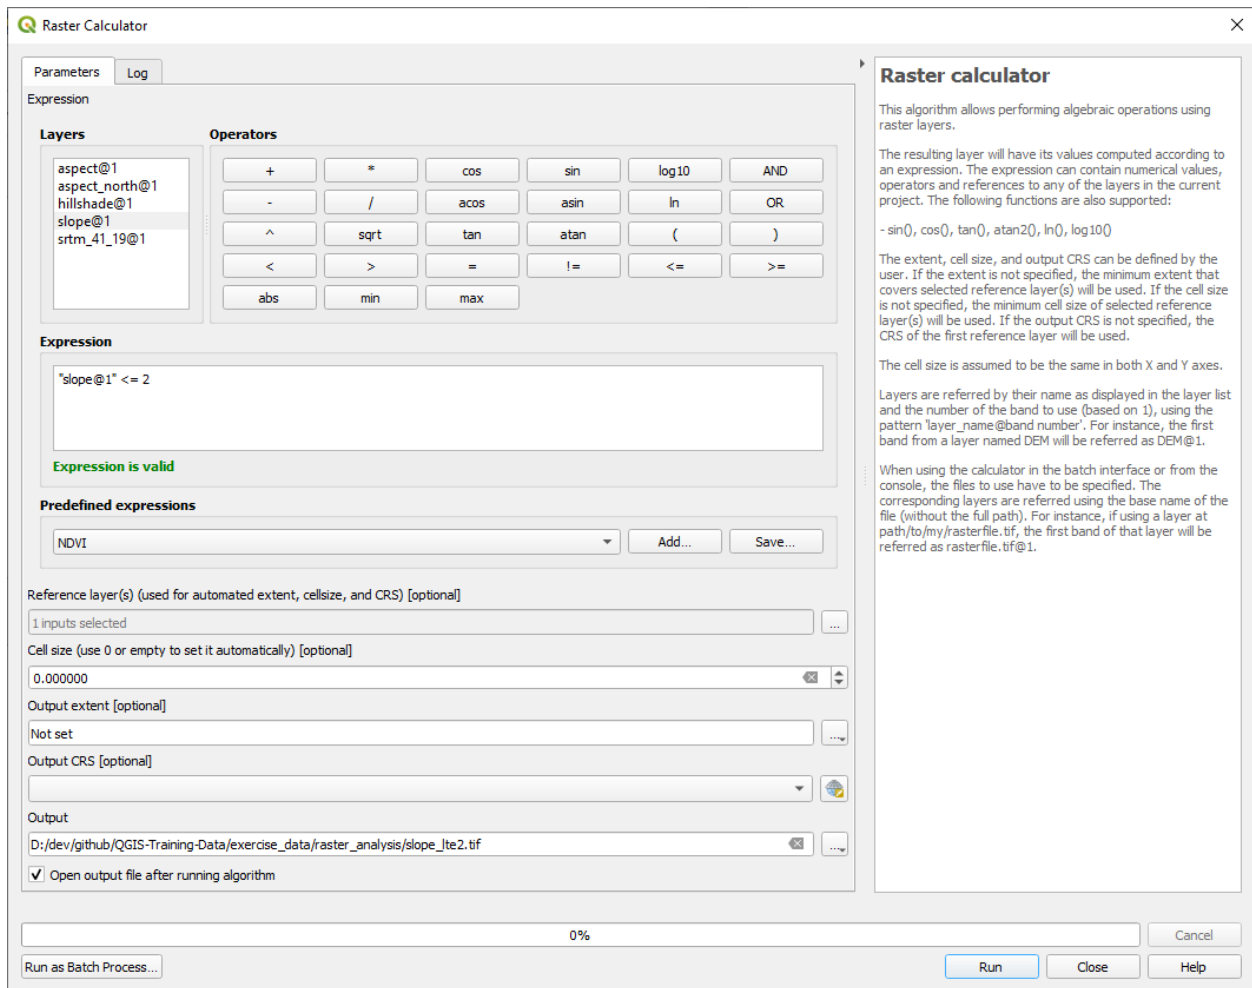 Raster Calculator
Parameters
Log
Expression
Layers
Operators
aspect@1
aspect_north@1
hillshade@1
slope@1
srtm_41_19@1
+ * cos sin log10 AND
- / acos asin ln OR
^ sqrt tan atan ( )
< > = != <= >=
abs min max
Expression
"slope@1" <= 2
Expression is valid
Predefined expressions
NDVI
Add...
Save...
Reference layer(s) (used for automated extent, cellsize, and CRS) [optional]
1 inputs selected
...
Cell size (use 0 or empty to set it automatically) [optional]
0.000000
Output extent [optional]
Not set
...
Output CRS [optional]
Output
D:/dev/github/QGIS-Training-Data/exercise_data/raster_analysis/slope_lte2.tif
...
Open output file after running algorithm
Raster calculator
This algorithm allows performing algebraic operations using
raster layers.
The resulting layer will have its values computed according to
an expression. The expression can contain numerical values,
operators and references to any of the layers in the current
project. The following functions are also supported:
- sin(), cos(), tan(), atan2(), ln(), log10()
The extent, cell size, and output CRS can be defined by the
user. If the extent is not specified, the minimum extent that
covers selected reference layer(s) will be used. If the cell size
is not specified, the minimum cell size of selected reference
layer(s) will be used. If the output CRS is not specified, the
CRS of the first reference layer will be used.
The cell size is assumed to be the same in both X and Y axes.
Layers are referred by their name as displayed in the layer list
and the number of the band to use (based on 1), using the
pattern 'layer_name@band number'. For instance, the first
band from a layer named DEM will be referred as DEM@1.
When using the calculator in the batch interface or from the
console, the files to use have to be specified. The
corresponding layers are referred using the base name of the
file (without the full path). For instance, if using a layer at
path/to/my/rasterfile.tif, the first band of that layer will be
referred as rasterfile.tif@1.
0%
Cancel
Run as Batch Process...
Run
Close
Help